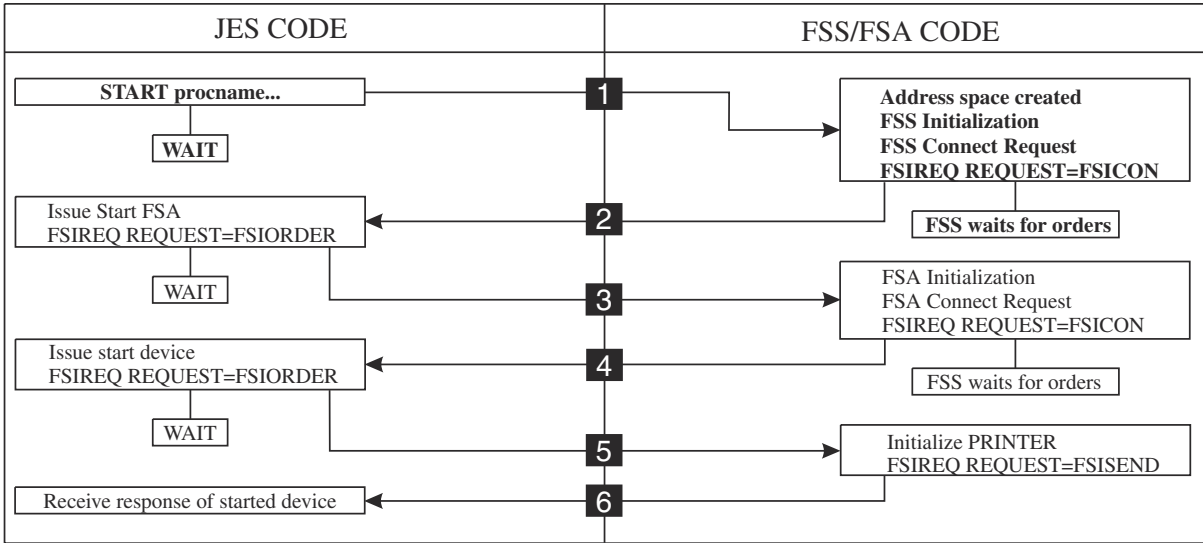 JES CODE
FSS/FSA CODE
START procname...
WAIT
1
Address space created
FSS Initialization
FSS Connect Request
FSIREQ REQUEST=FSICON
FSS waits for orders
2
Issue Start FSA
FSIREQ REQUEST=FSIORDER
WAIT
3
FSA Initialization
FSA Connect Request
FSIREQ REQUEST=FSICON
FSS waits for orders
4
Issue start device
FSIREQ REQUEST=FSIORDER
WAIT
5
Initialize PRINTER
FSIREQ REQUEST=FSISEND
6
Receive response of started device